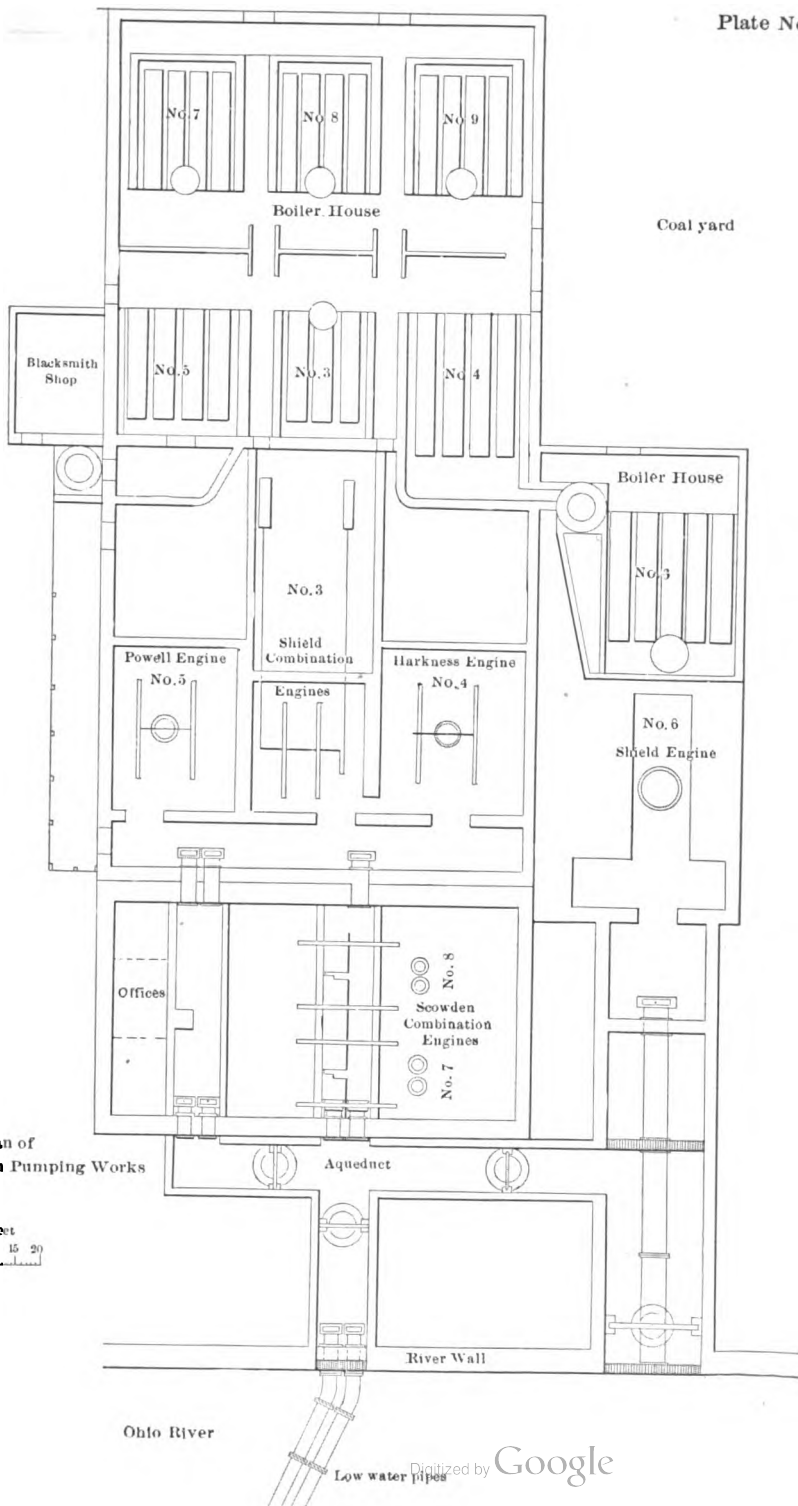 Plate No
No. 7
No 8
No 9
Boiler House
Coal yard
Blacksmith
Shop
No. 5
No. 3
No 4
Boiler House
No. 3
Shield
Combination
Engines
Powell Engine
No. 5
Harkness Engine
No. 4
No. 6
Shield Engine
Offices
No. 8
Scowden
Combination
Engines
No. 7
n of
Pumping Works
15 20
Aqueduct
River Wall
Ohio River
Low water pipes
Digitized by Google